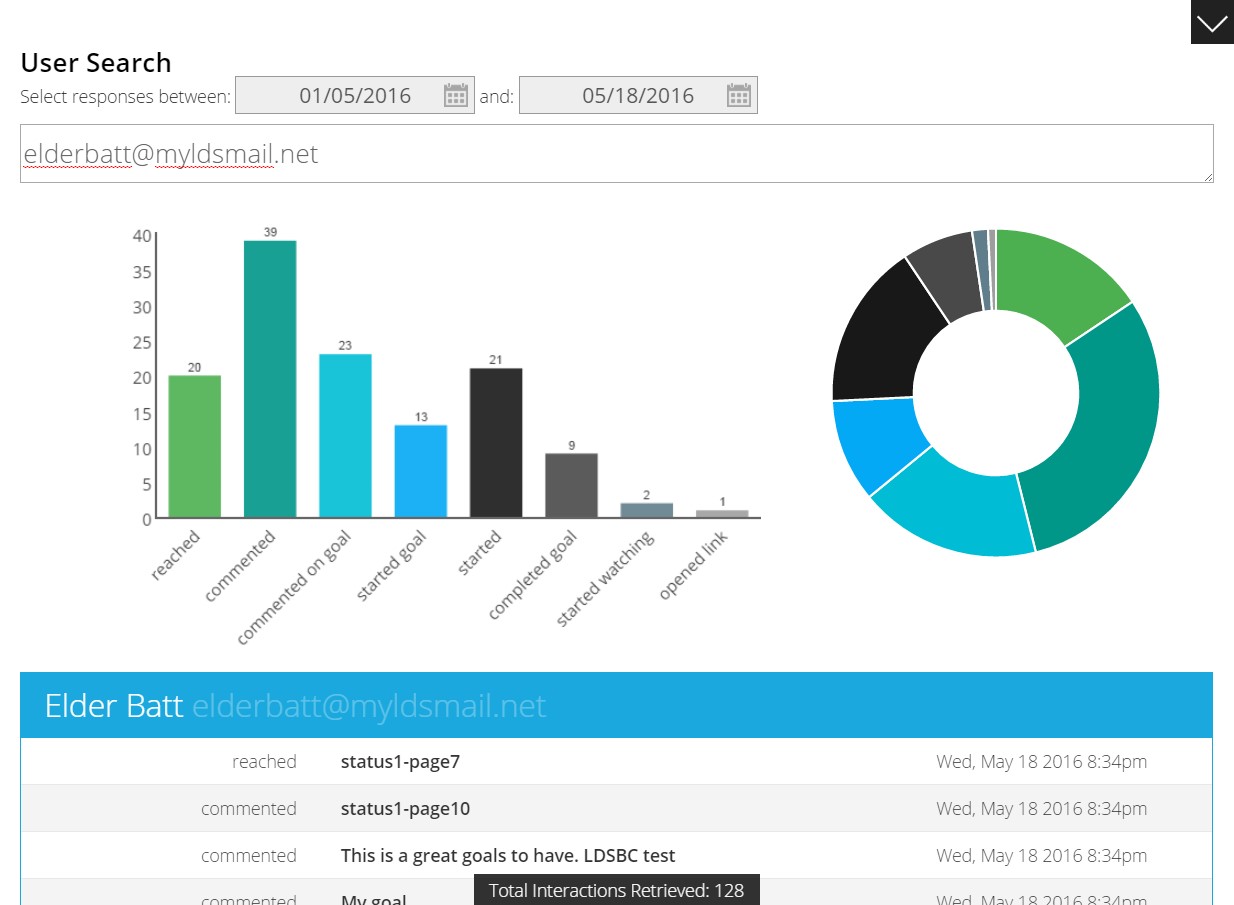 User Search
Select responses between: 01/05/2016 and: 05/18/2016
elderbatt@myldsmail.net
40
35
30
25
20
15
10
5
0
20
39
23
13
21
9
2
1
reached
commented
commented on goal
started goal
started
completed goal
started watching
opened link
Elder Batt elderbatt@myldsmail.net
reached status1-page7 Wed, May 18 2016 8:34pm
commented status1-page10 Wed, May 18 2016 8:34pm
commented This is a great goals to have. LDSBC test Wed, May 18 2016 8:34pm
commented My goal Wed, May 18 2016 8:34pm
Total Interactions Retrieved: 128